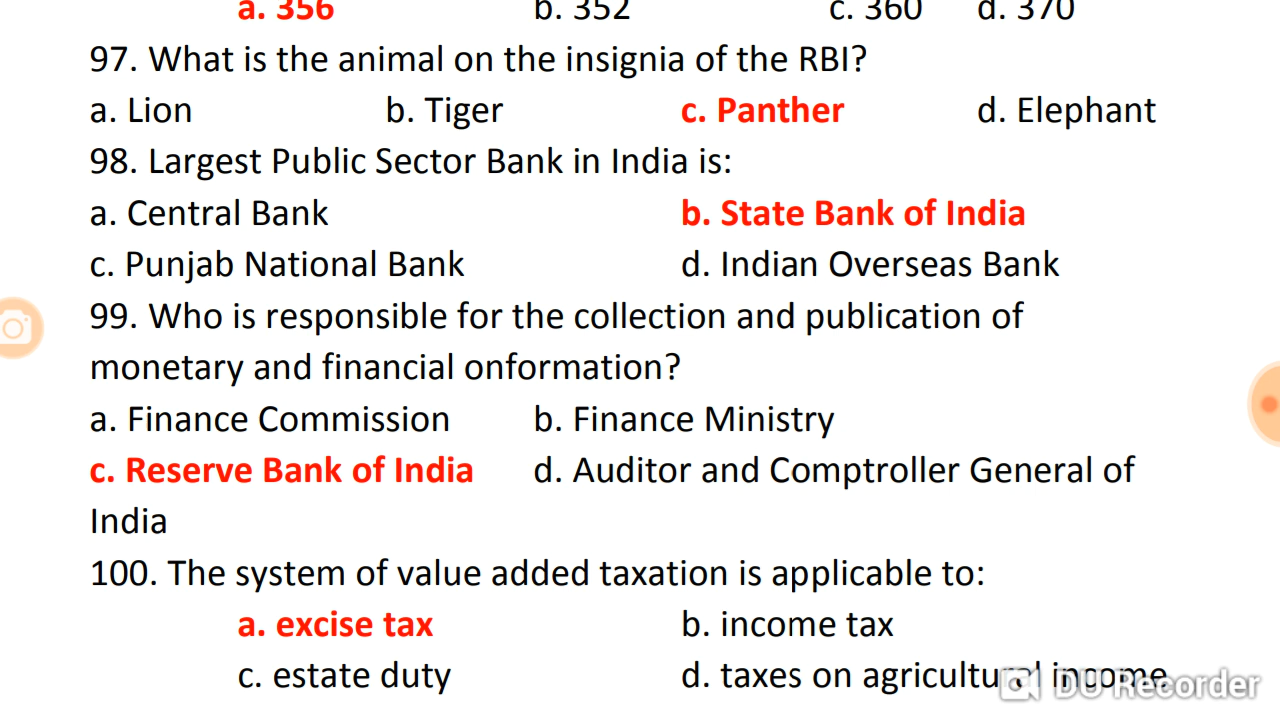 a. 356 b. 352 c. 360 d. 370
97. What is the animal on the insignia of the RBI?
a. Lion b. Tiger c. Panther d. Elephant
98. Largest Public Sector Bank in India is:
a. Central Bank b. State Bank of India
c. Punjab National Bank d. Indian Overseas Bank
99. Who is responsible for the collection and publication of
monetary and financial onformation?
a. Finance Commission b. Finance Ministry
c. Reserve Bank of India d. Auditor and Comptroller General of
India
100. The system of value added taxation is applicable to:
a. excise tax b. income tax
c. estate duty d. taxes on agricultural income
DU Recorder